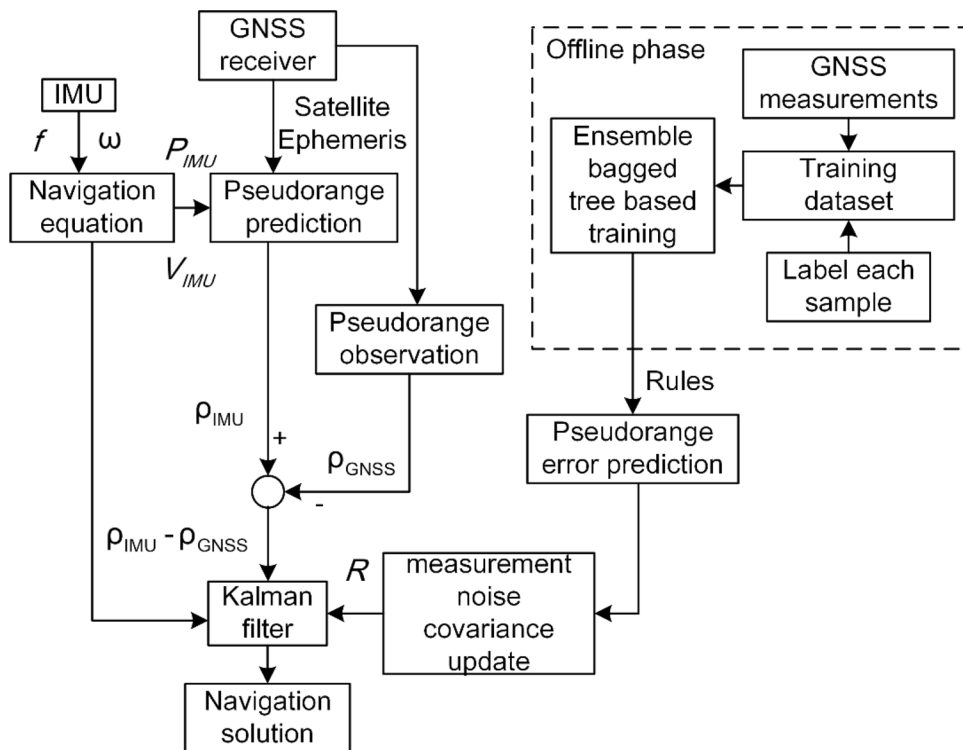 GNSS
receiver
Offline phase
GNSS
measurements
IMU
Satellite
Ephemeris
f
ω
P_IMU
Ensemble
bagged
tree based
training
Training
dataset
Navigation
equation
Pseudorange
prediction
V_IMU
Label each
sample
Pseudorange
observation
Rules
ρ_IMU
+
Pseudorange
error prediction
ρ_GNSS
-
ρ_IMU - ρ_GNSS
R
measurement
noise
covariance
update
Kalman
filter
Navigation
solution